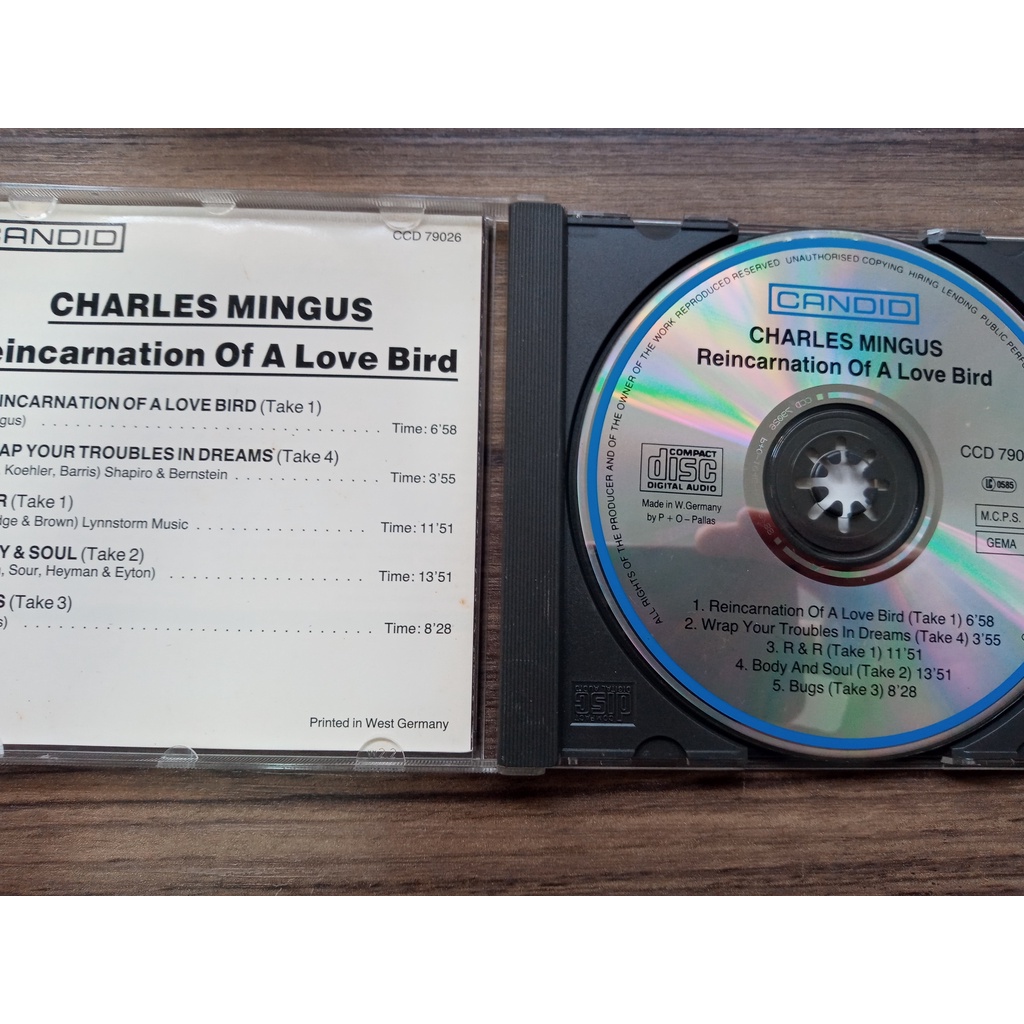 CANDID
CCD 79026
CHARLES MINGUS
eincarnation Of A Love Bird
INCARNATION OF A LOVE BIRD (Take 1)
gus) Time: 6'58
AP YOUR TROUBLES IN DREAMS (Take 4)
Koehler, Barris) Shapiro & Bernstein Time: 3'55
R (Take 1)
dge & Brown) Lynnstorm Music Time: 11'51
Y & SOUL (Take 2)
, Sour, Heyman & Eyton) Time: 13'51
S (Take 3)
s) Time: 8'28
Printed in West Germany
ALL RIGHTS OF THE PRODUCER AND OF THE OWNER OF THE WORK REPRODUCED RESERVED UNAUTHORISED COPYING, HIRING, LENDING, PUBLIC PERF
CANDID
CHARLES MINGUS
Reincarnation Of A Love Bird
COMPACT
disc
DIGITAL AUDIO
Made in W. Germany
by P + O – Pallas
CCD 790
LC 0585
M.C.P.S.
GEMA
1. Reincarnation Of A Love Bird (Take 1) 6'58
2. Wrap Your Troubles In Dreams (Take 4) 3'55
3. R & R (Take 1) 11'51
4. Body And Soul (Take 2) 13'51
5. Bugs (Take 3) 8'28